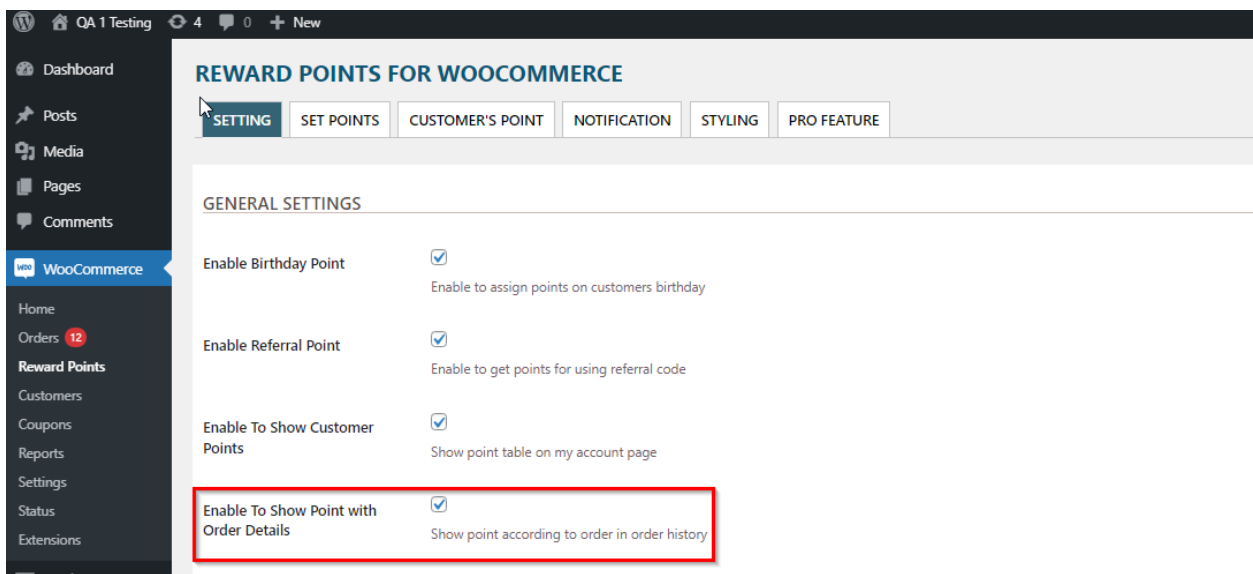 QA 1 Testing 4 0 New
Dashboard
Posts
Media
Pages
Comments
WooCommerce
Home
Orders 12
Reward Points
Customers
Coupons
Reports
Settings
Status
Extensions
REWARD POINTS FOR WOOCOMMERCE
SETTING SET POINTS CUSTOMER'S POINT NOTIFICATION STYLING PRO FEATURE
GENERAL SETTINGS
Enable Birthday Point
Enable to assign points on customers birthday
Enable Referral Point
Enable to get points for using referral code
Enable To Show Customer
Points
Show point table on my account page
Enable To Show Point with
Order Details
Show point according to order in order history